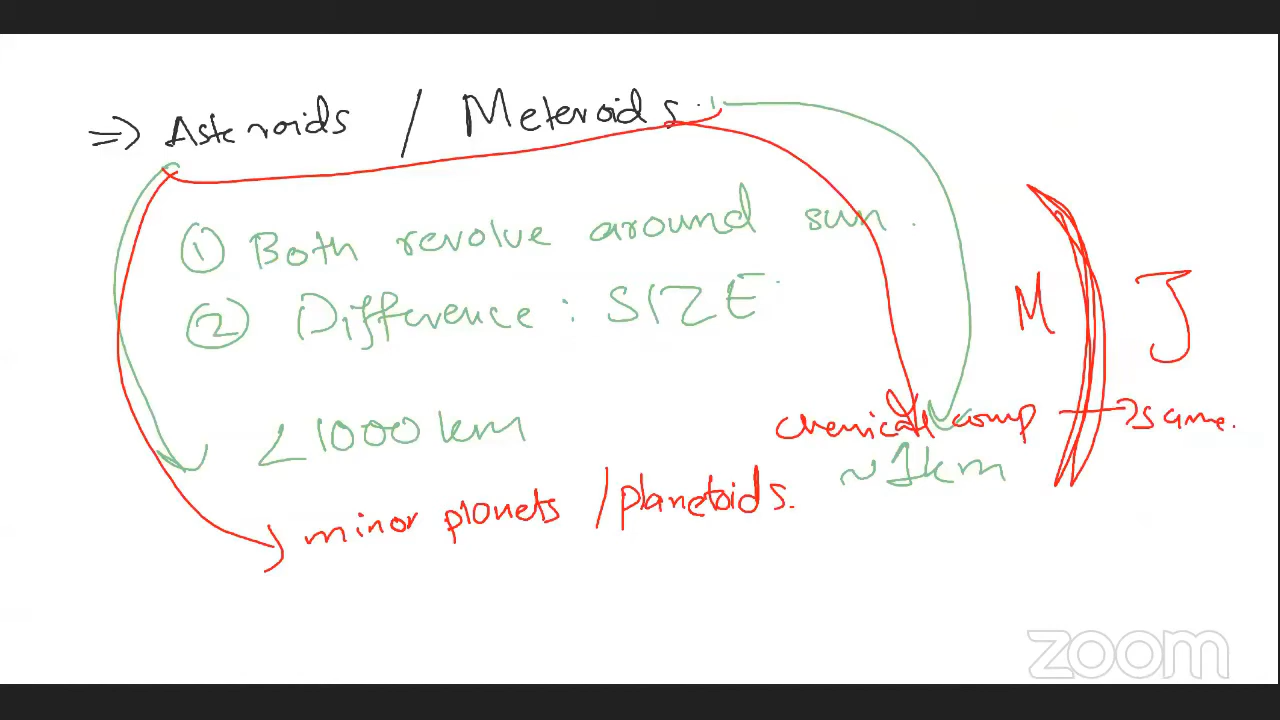 => Asteroids / Meteroids.
① Both revolve around sun.
② Difference : SIZE
M J
<1000 km
chemical comp → same.
~1km
minor planets / planetoids.
zoom